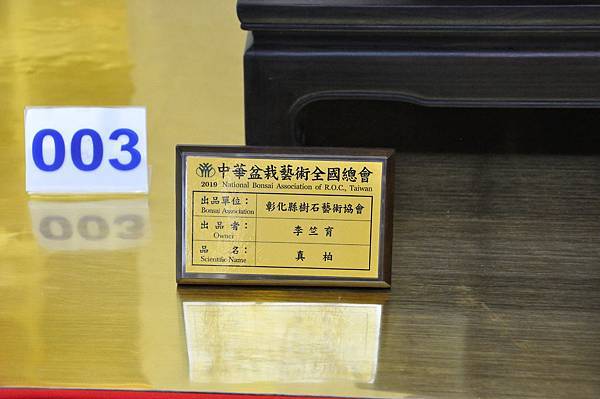 003
中華盆栽藝術全國總會
2019 National Bonsai Association of R.O.C., Taiwan
出品單位： 彰化縣樹石藝術協會
Bonsai Association
出品者： 李竺育
Owner
品名： 真柏
Scientific Name